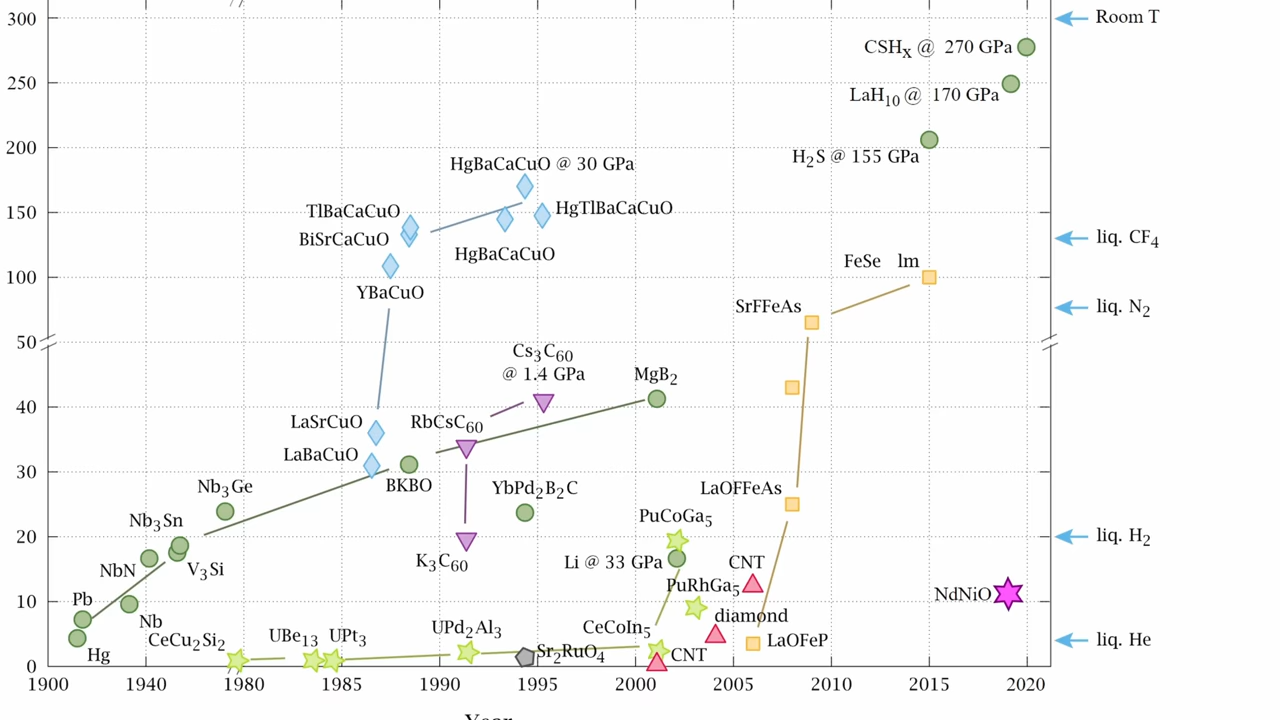 300
Room T
CSHx @ 270 GPa
250
LaH10 @ 170 GPa
200
H2S @ 155 GPa
HgBaCaCuO @ 30 GPa
150
TlBaCaCuO
HgTlBaCaCuO
BiSrCaCuO
liq. CF4
HgBaCaCuO
100
FeSe lm
YBaCuO
SrFFeAs
liq. N2
50
Cs3C60
@ 1.4 GPa
MgB2
40
LaSrCuO
RbCsC60
LaBaCuO
30
BKBO
Nb3Ge
YbPd2B2C
LaOFFeAs
Nb3Sn
PuCoGa5
20
liq. H2
NbN
V3Si
K3C60
Li @ 33 GPa
CNT
PuRhGa5
NdNiO
10
Pb
Nb
diamond
CeCu2Si2
UBe13
UPt3
UPd2Al3
CeCoIn5
LaOFeP
liq. He
Hg
Sr2RuO4
CNT
0
1900 1940 1980 1985 1990 1995 2000 2005 2010 2015 2020
Year